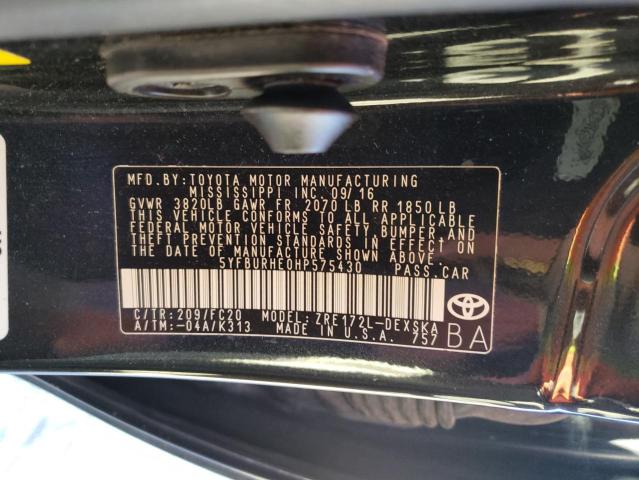 MFD.BY:TOYOTA MOTOR MANUFACTURING
MISSISSIPPI INC 09/16
GVWR 3820LB GAWR FR 2070 LB RR 1850 LB
THIS VEHICLE CONFORMS TO ALL APPLICABLE
FEDERAL MOTOR VEHICLE SAFETY, BUMPER AND
THEFT PREVENTION STANDARDS IN EFFECT ON
THE DATE OF MANUFACTURE SHOWN ABOVE.
5YFBURHE0HP575430 PASS.CAR
C/TR:209/FC20 MODEL: ZRE172L-DEXSKA
A/TM:-04A/K313 MADE IN U.S.A. 757
BA